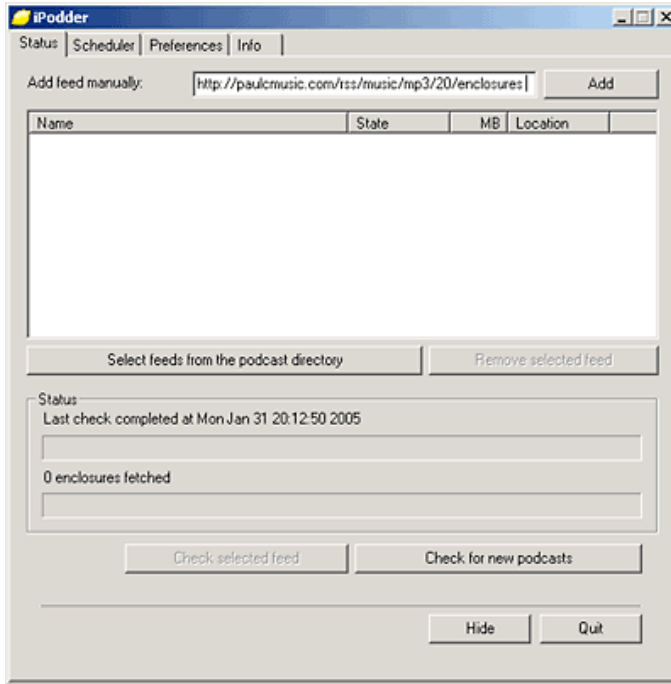 iPodder
Status Scheduler Preferences Info
Add feed manually: http://paulcmusic.com/rss/music/mp3/20/enclosures Add
Name State MB Location
Select feeds from the podcast directory Remove selected feed
Status
Last check completed at Mon Jan 31 20:12:50 2005
0 enclosures fetched
Check selected feed Check for new podcasts
Hide Quit